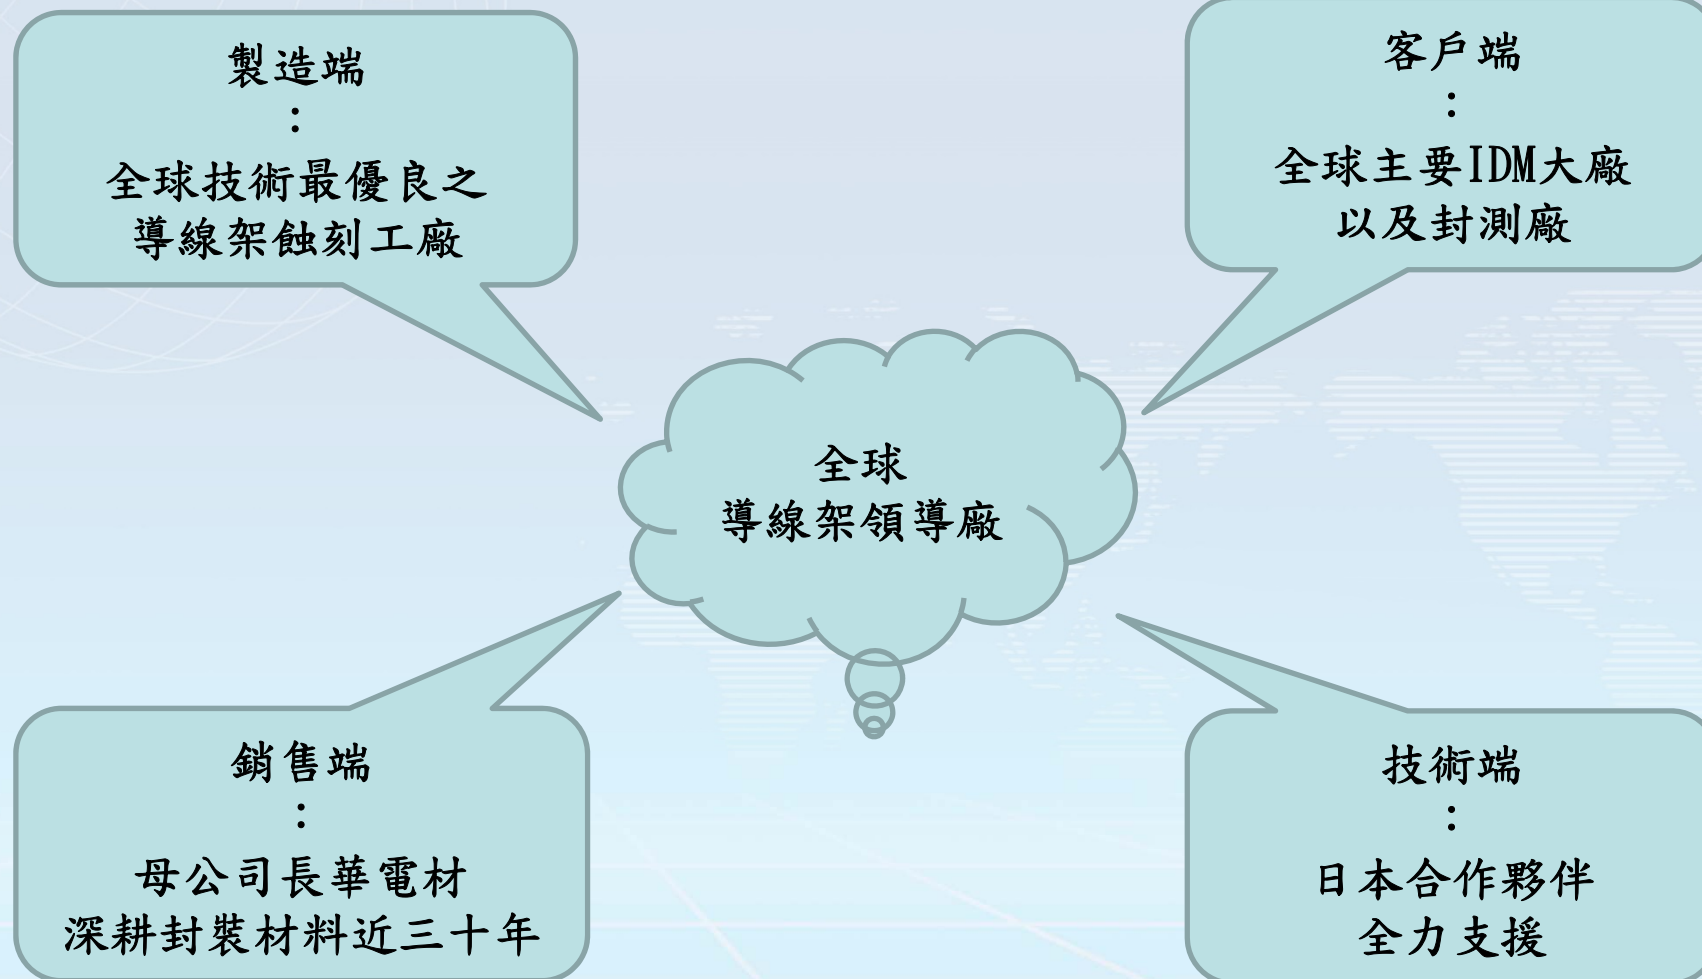 製造端
：
全球技術最優良之
導線架蝕刻工廠
客戶端
：
全球主要IDM大廠
以及封測廠
全球
導線架領導廠
銷售端
：
母公司長華電材
深耕封裝材料近三十年
技術端
：
日本合作夥伴
全力支援